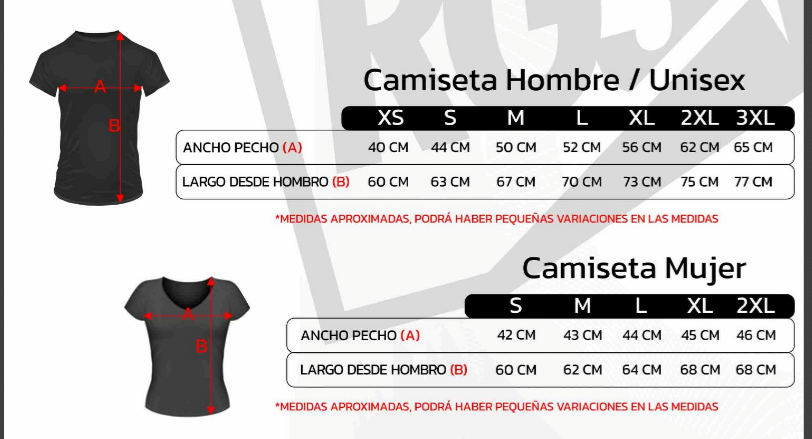 Camiseta Hombre / Unisex
XS S M L XL 2XL 3XL
ANCHO PECHO (A) 40 CM 44 CM 50 CM 52 CM 56 CM 62 CM 65 CM
LARGO DESDE HOMBRO (B) 60 CM 63 CM 67 CM 70 CM 73 CM 75 CM 77 CM
*MEDIDAS APROXIMADAS, PODRÁ HABER PEQUEÑAS VARIACIONES EN LAS MEDIDAS
A
B
Camiseta Mujer
S M L XL 2XL
ANCHO PECHO (A) 42 CM 43 CM 44 CM 45 CM 46 CM
LARGO DESDE HOMBRO (B) 60 CM 62 CM 64 CM 68 CM 68 CM
*MEDIDAS APROXIMADAS, PODRÁ HABER PEQUEÑAS VARIACIONES EN LAS MEDIDAS
A
B